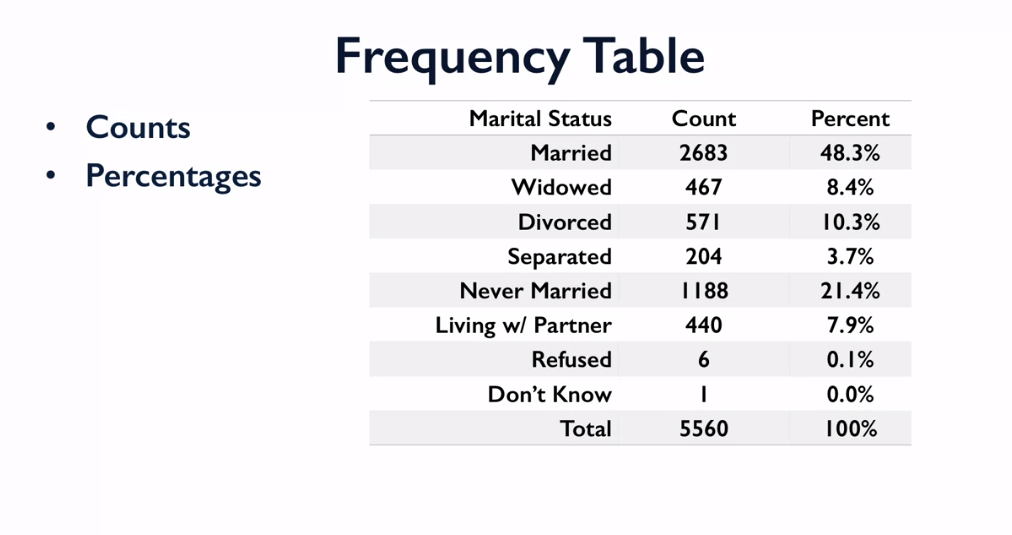 Frequency Table
• Counts
• Percentages
Marital Status Count Percent
Married 2683 48.3%
Widowed 467 8.4%
Divorced 571 10.3%
Separated 204 3.7%
Never Married 1188 21.4%
Living w/ Partner 440 7.9%
Refused 6 0.1%
Don’t Know 1 0.0%
Total 5560 100%